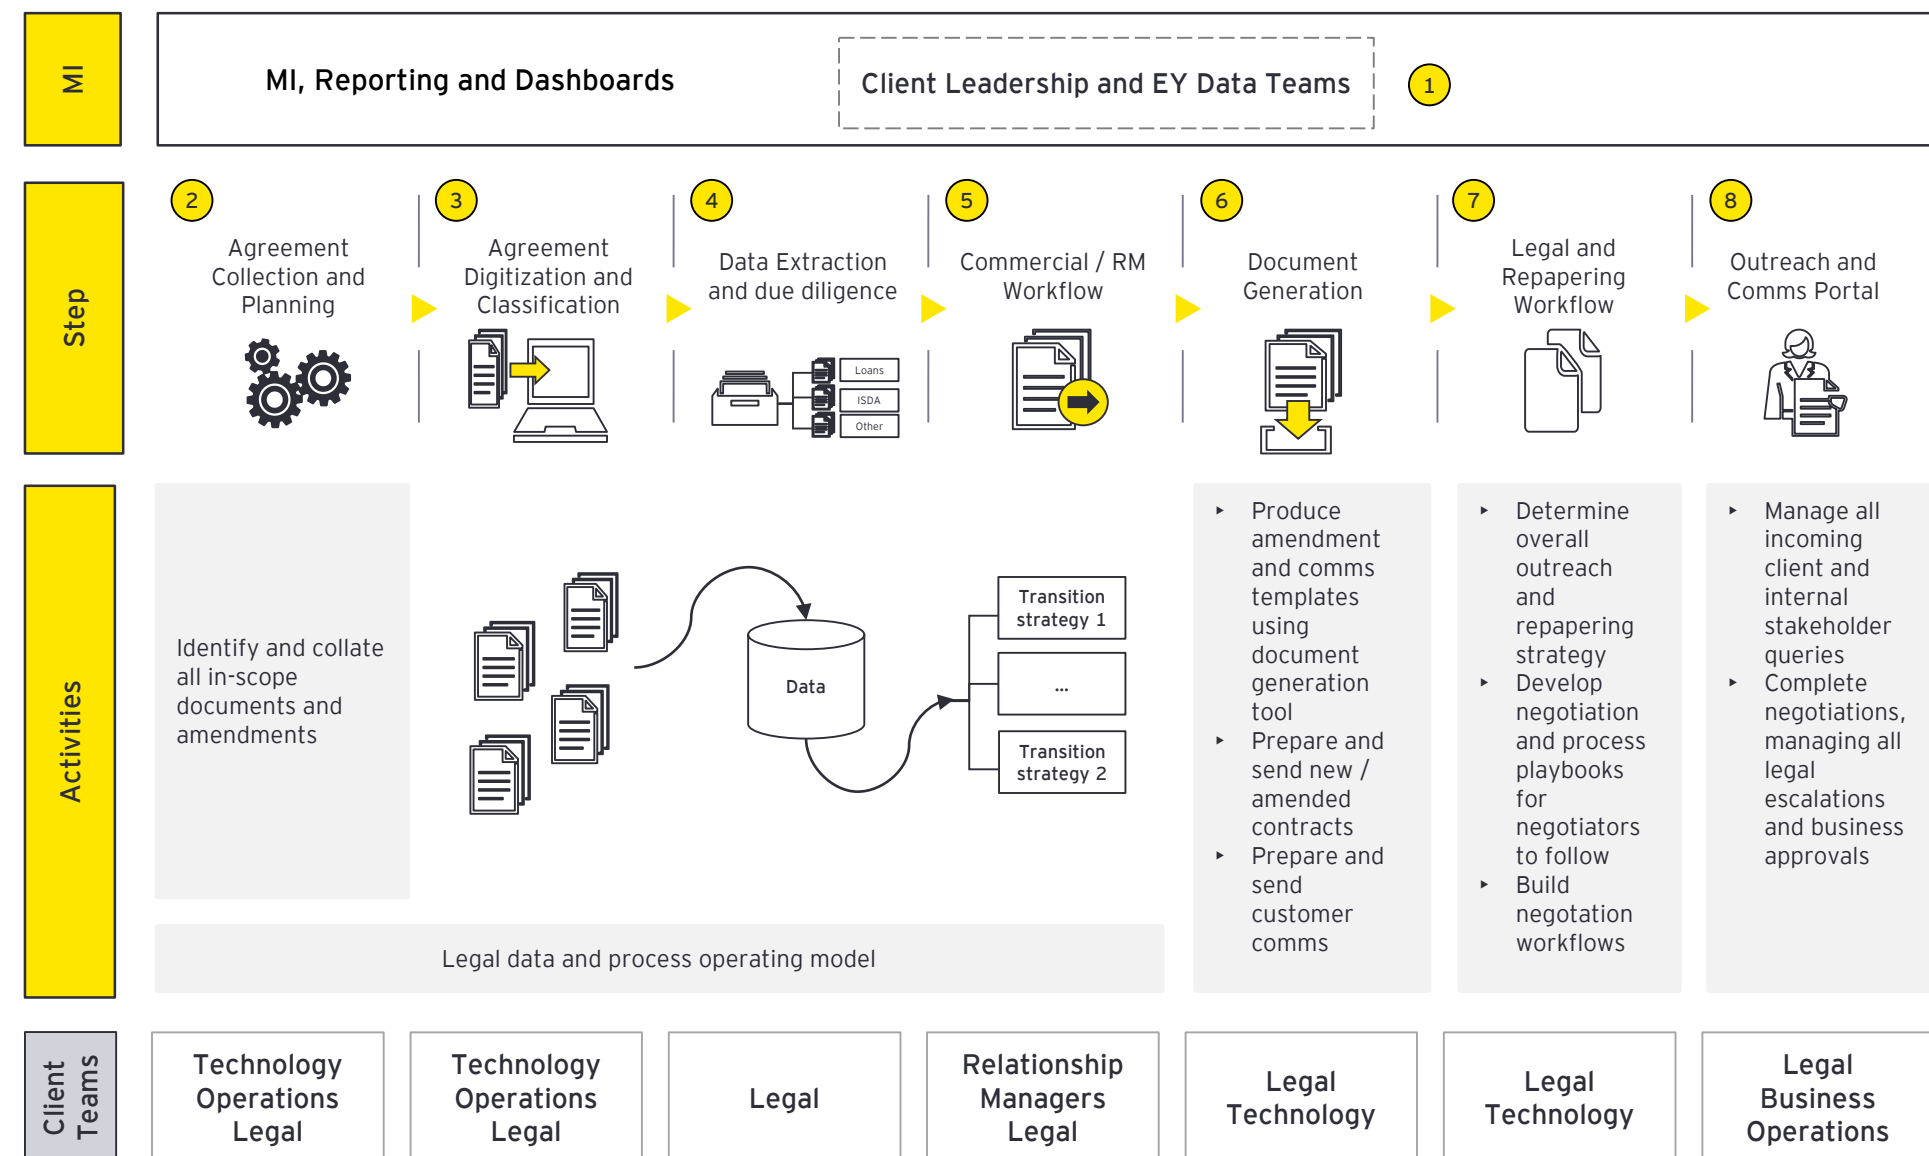 MI
MI, Reporting and Dashboards
Client Leadership and EY Data Teams
1
Step
2
Agreement
Collection and
Planning
3
Agreement
Digitization and
Classification
4
Data Extraction
and due diligence
Loans
ISDA
Other
5
Commercial / RM
Workflow
6
Document
Generation
7
Legal and
Repapering
Workflow
8
Outreach and
Comms Portal
Activities
Identify and collate
all in-scope
documents and
amendments
Data
Transition
strategy 1
...
Transition
strategy 2
Legal data and process operating model
▸ Produce
amendment
and comms
templates
using
document
generation
tool
▸ Prepare and
send new /
amended
contracts
▸ Prepare and
send
customer
comms
▸ Determine
overall
outreach
and
repapering
strategy
▸ Develop
negotiation
and process
playbooks
for
negotiators
to follow
▸ Build
negotation
workflows
▸ Manage all
incoming
client and
internal
stakeholder
queries
▸ Complete
negotiations,
managing all
legal
escalations
and business
approvals
Client
Teams
Technology
Operations
Legal
Technology
Operations
Legal
Legal
Relationship
Managers
Legal
Legal
Technology
Legal
Technology
Legal
Business
Operations